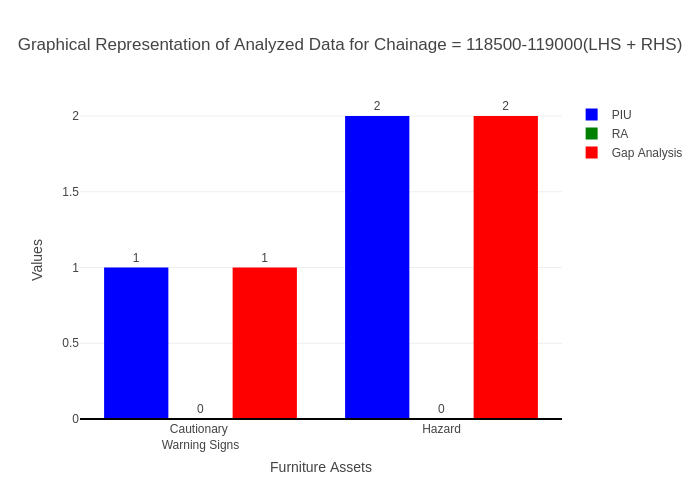 Graphical Representation of Analyzed Data for Chainage = 118500-119000(LHS + RHS)
PIU
RA
Gap Analysis
Values
2
1.5
1
0.5
0
1
0
1
2
0
2
Cautionary
Warning Signs
Hazard
Furniture Assets